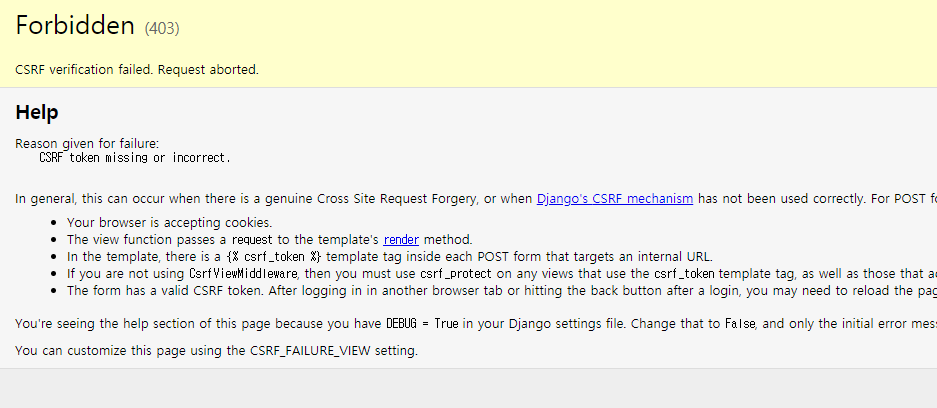 Forbidden (403)
CSRF verification failed. Request aborted.
Help
Reason given for failure:
CSRF token missing or incorrect.
In general, this can occur when there is a genuine Cross Site Request Forgery, or when Django's CSRF mechanism has not been used correctly. For POST f
Your browser is accepting cookies.
The view function passes a request to the template's render method.
In the template, there is a {% csrf_token %} template tag inside each POST form that targets an internal URL.
If you are not using CsrfViewMiddleware, then you must use csrf_protect on any views that use the csrf_token template tag, as well as those that a
The form has a valid CSRF token. After logging in in another browser tab or hitting the back button after a login, you may need to reload the pag
You're seeing the help section of this page because you have DEBUG = True in your Django settings file. Change that to False, and only the initial error mes
You can customize this page using the CSRF_FAILURE_VIEW setting.